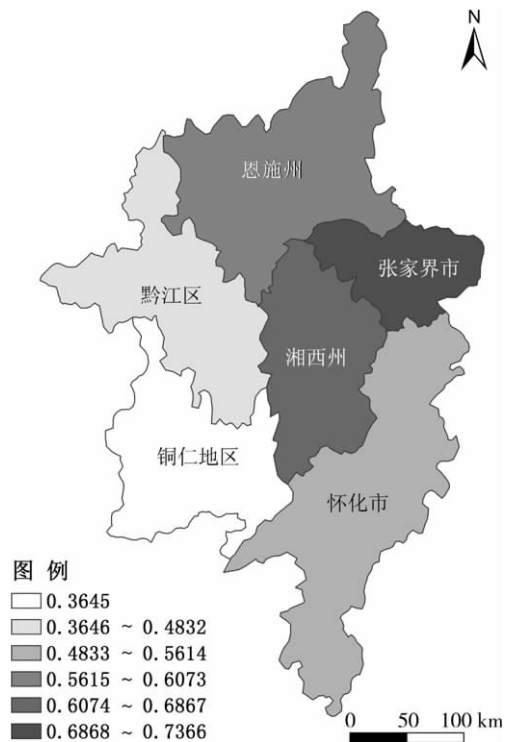 N
恩施州
张家界市
黔江区
湘西州
铜仁地区
怀化市
图 例
0.3645
0.3646 ~ 0.4832
0.4833 ~ 0.5614
0.5615 ~ 0.6073
0.6074 ~ 0.6867
0.6868 ~ 0.7366
0 50 100 km